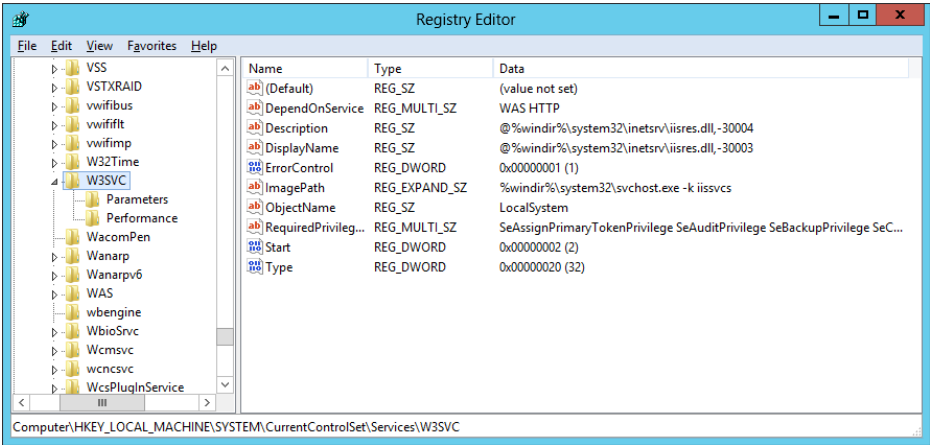 Registry Editor
File Edit View Favorites Help
VSS
VSTXRAID
vwifibus
vwififlt
vwifimp
W32Time
W3SVC
Parameters
Performance
WacomPen
Wanarp
Wanarpv6
WAS
wbengine
WbioSrvc
Wcmsvc
wcncsvc
WcsPlugInService
Name Type Data
(Default) REG_SZ (value not set)
DependOnService REG_MULTI_SZ WAS HTTP
Description REG_SZ @%windir%\system32\inetsrv\iisres.dll,-30004
DisplayName REG_SZ @%windir%\system32\inetsrv\iisres.dll,-30003
ErrorControl REG_DWORD 0x00000001 (1)
ImagePath REG_EXPAND_SZ %windir%\system32\svchost.exe -k iissvcs
ObjectName REG_SZ LocalSystem
RequiredPrivileg... REG_MULTI_SZ SeAssignPrimaryTokenPrivilege SeAuditPrivilege SeBackupPrivilege SeC...
Start REG_DWORD 0x00000002 (2)
Type REG_DWORD 0x00000020 (32)
Computer\HKEY_LOCAL_MACHINE\SYSTEM\CurrentControlSet\Services\W3SVC